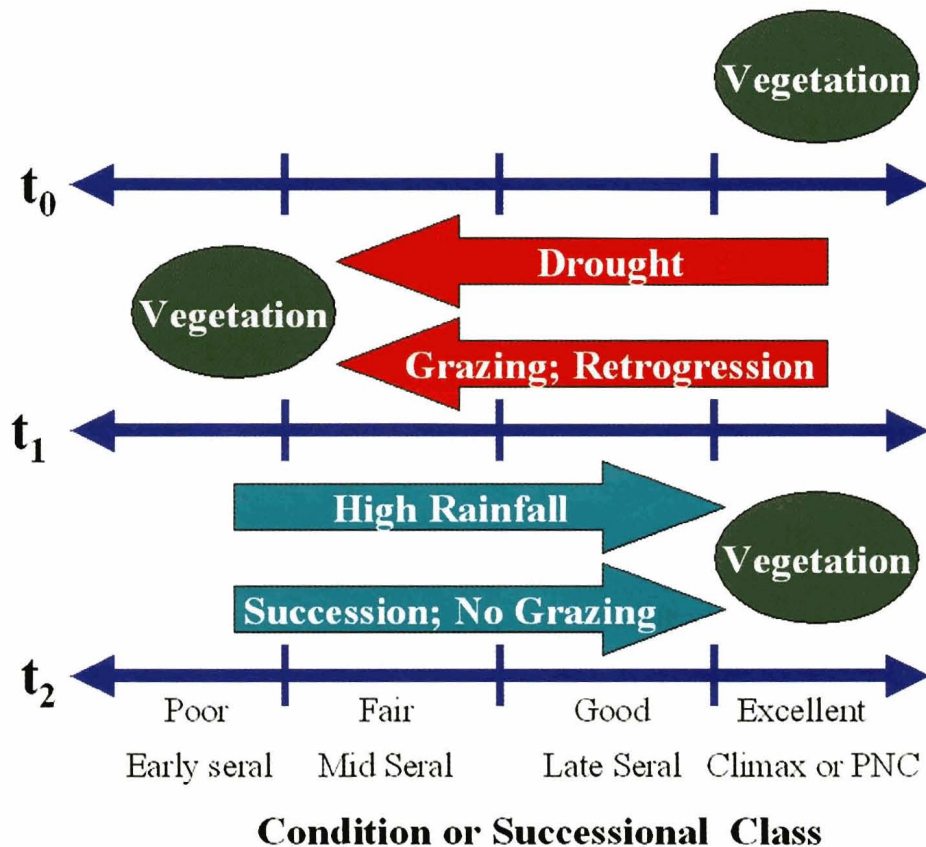 Vegetation
t0
Drought
Vegetation
Grazing; Retrogression
t1
High Rainfall
Vegetation
Succession; No Grazing
t2
Poor Fair Good Excellent
Early seral Mid Seral Late Seral Climax or PNC
Condition or Successional Class